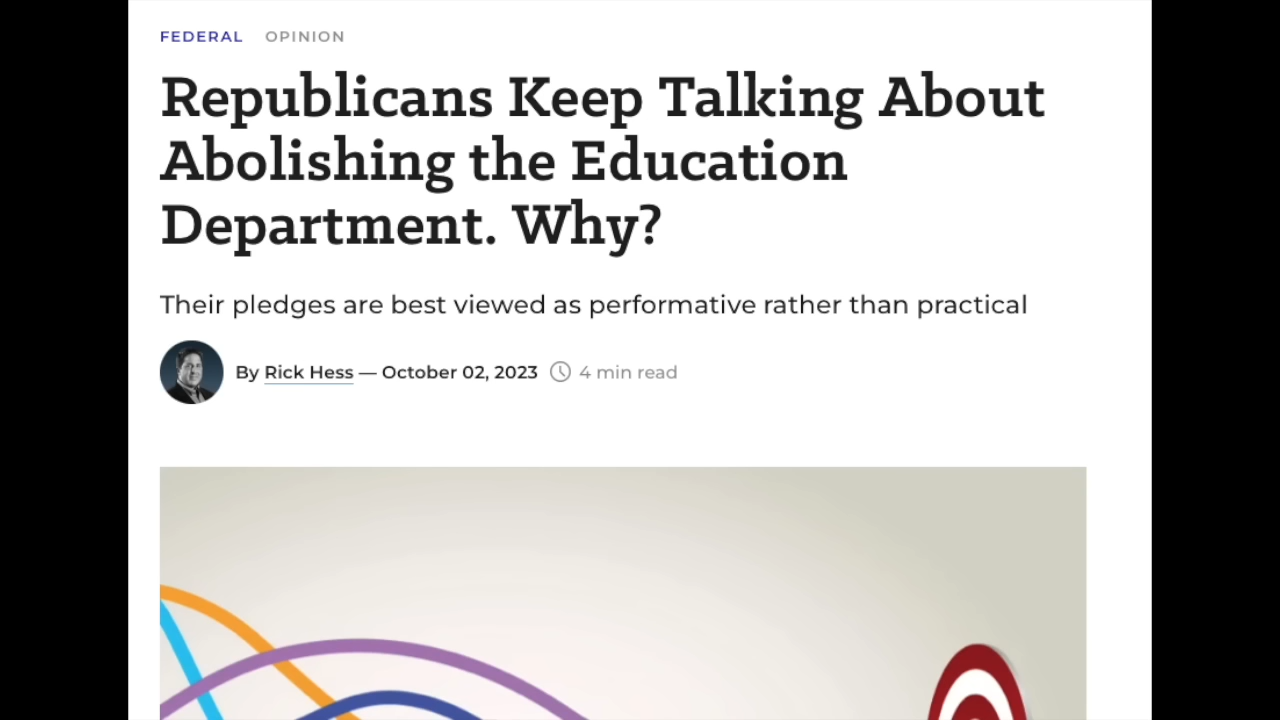 FEDERAL OPINION
Republicans Keep Talking About
Abolishing the Education
Department. Why?
Their pledges are best viewed as performative rather than practical
By Rick Hess — October 02, 2023 4 min read